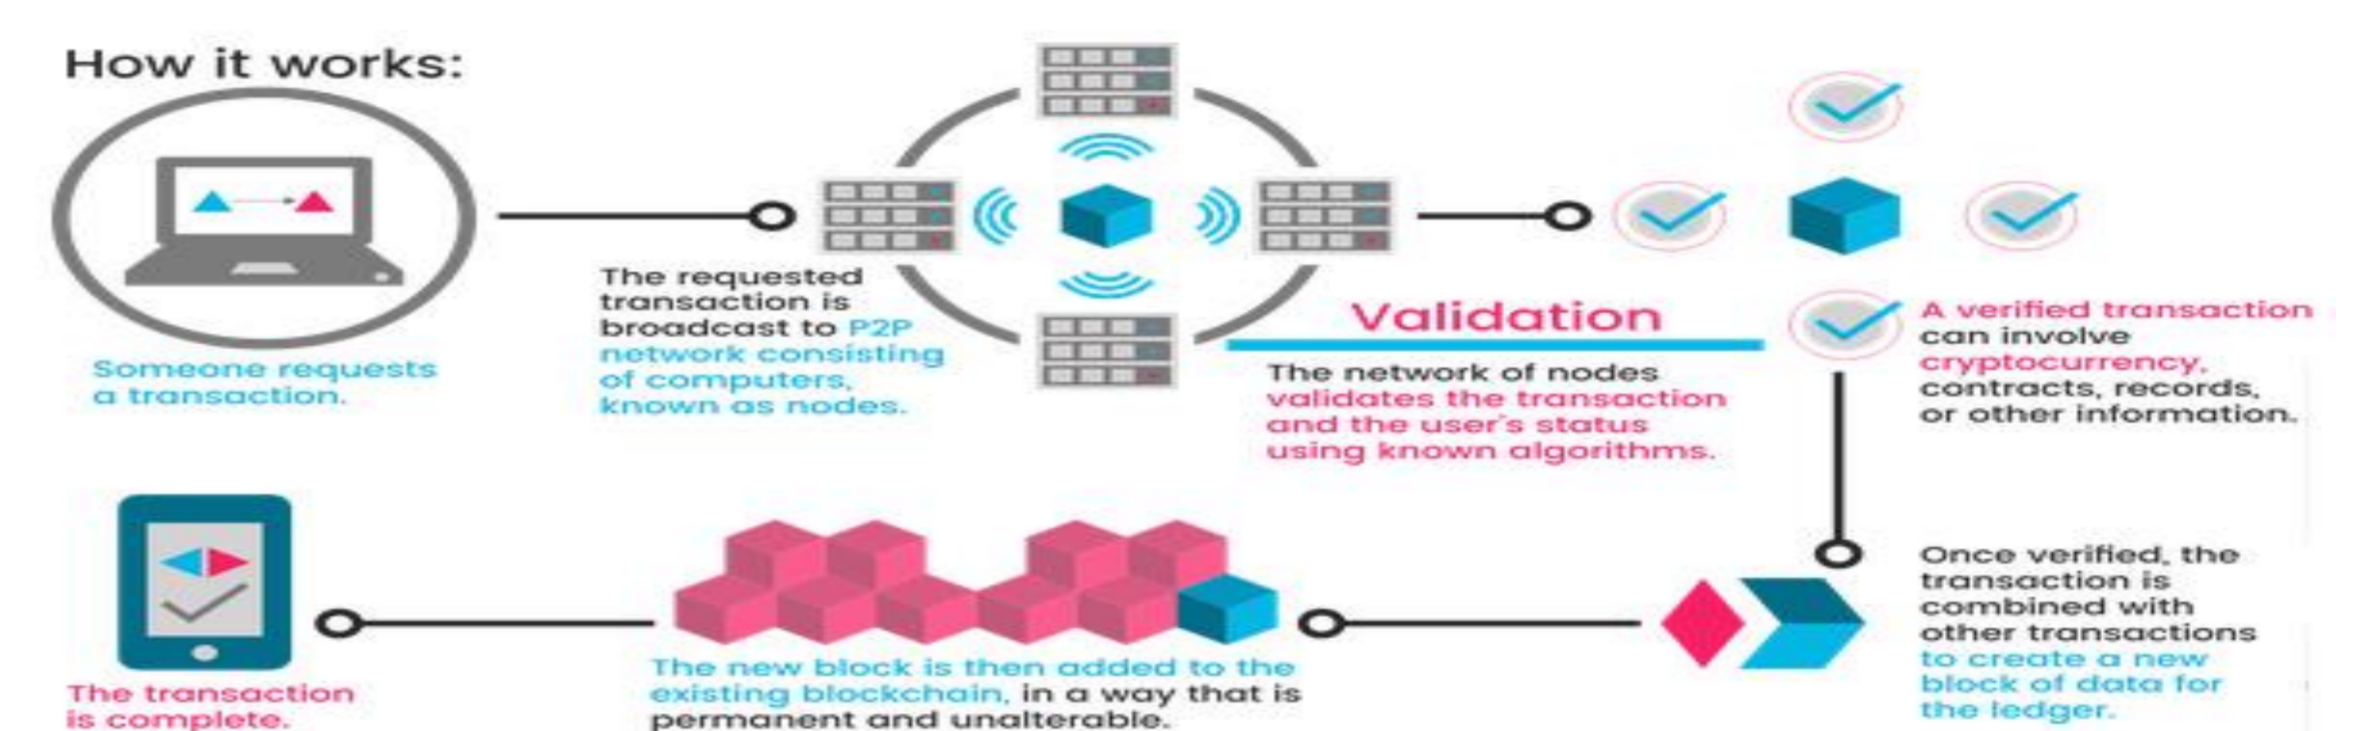 How it works:
Someone requests
a transaction.
The requested
transaction is
broadcast to P2P
network consisting
of computers,
known as nodes.
Validation
The network of nodes
validates the transaction
and the user's status
using known algorithms.
A verified transaction
can involve
cryptocurrency,
contracts, records,
or other information.
Once verified, the
transaction is
combined with
other transactions
to create a new
block of data for
the ledger.
The new block is then added to the
existing blockchain, in a way that is
permanent and unalterable.
The transaction
is complete.